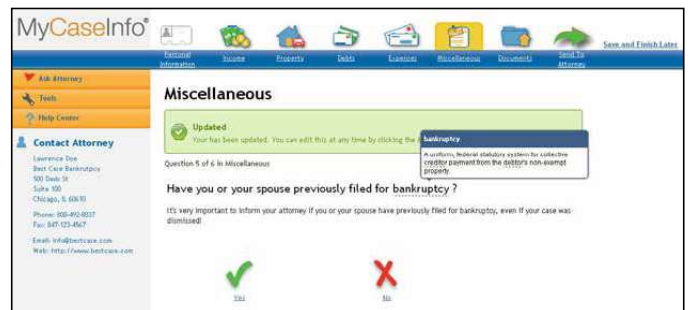 MyCaseInfo®
Personal Information
Income
Property
Debts
Expenses
Miscellaneous
Documents
Send To Attorney
Save and Finish Later
Ask Attorney
Tools
Help Center
Contact Attorney
Lawrence Doe
Best Case Bankruptcy
500 Davis St
Suite 100
Chicago, IL
Phone: 800-492-8037
Fax: 847-123-4567
Email: info@bestcase.com
Web: http://www.bestcase.com
Miscellaneous
Updated
Your has been updated. You can edit this at any time by clicking the
bankruptcy
A uniform, federal statutory system for collective
creditor payment from the debtor's non-exempt
property.
Question 5 of 6 in Miscellaneous
Have you or your spouse previously filed for bankruptcy ?
It's very important to inform your attorney if you or your spouse have previously filed for bankruptcy, even if your case was
dismissed!
Yes
No